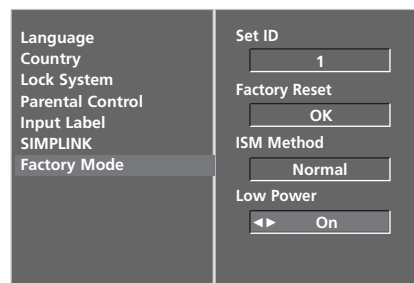 Language
Country
Lock System
Parental Control
Input Label
SIMPLINK
Factory Mode
Set ID
1
Factory Reset
OK
ISM Method
Normal
Low Power
◄► On